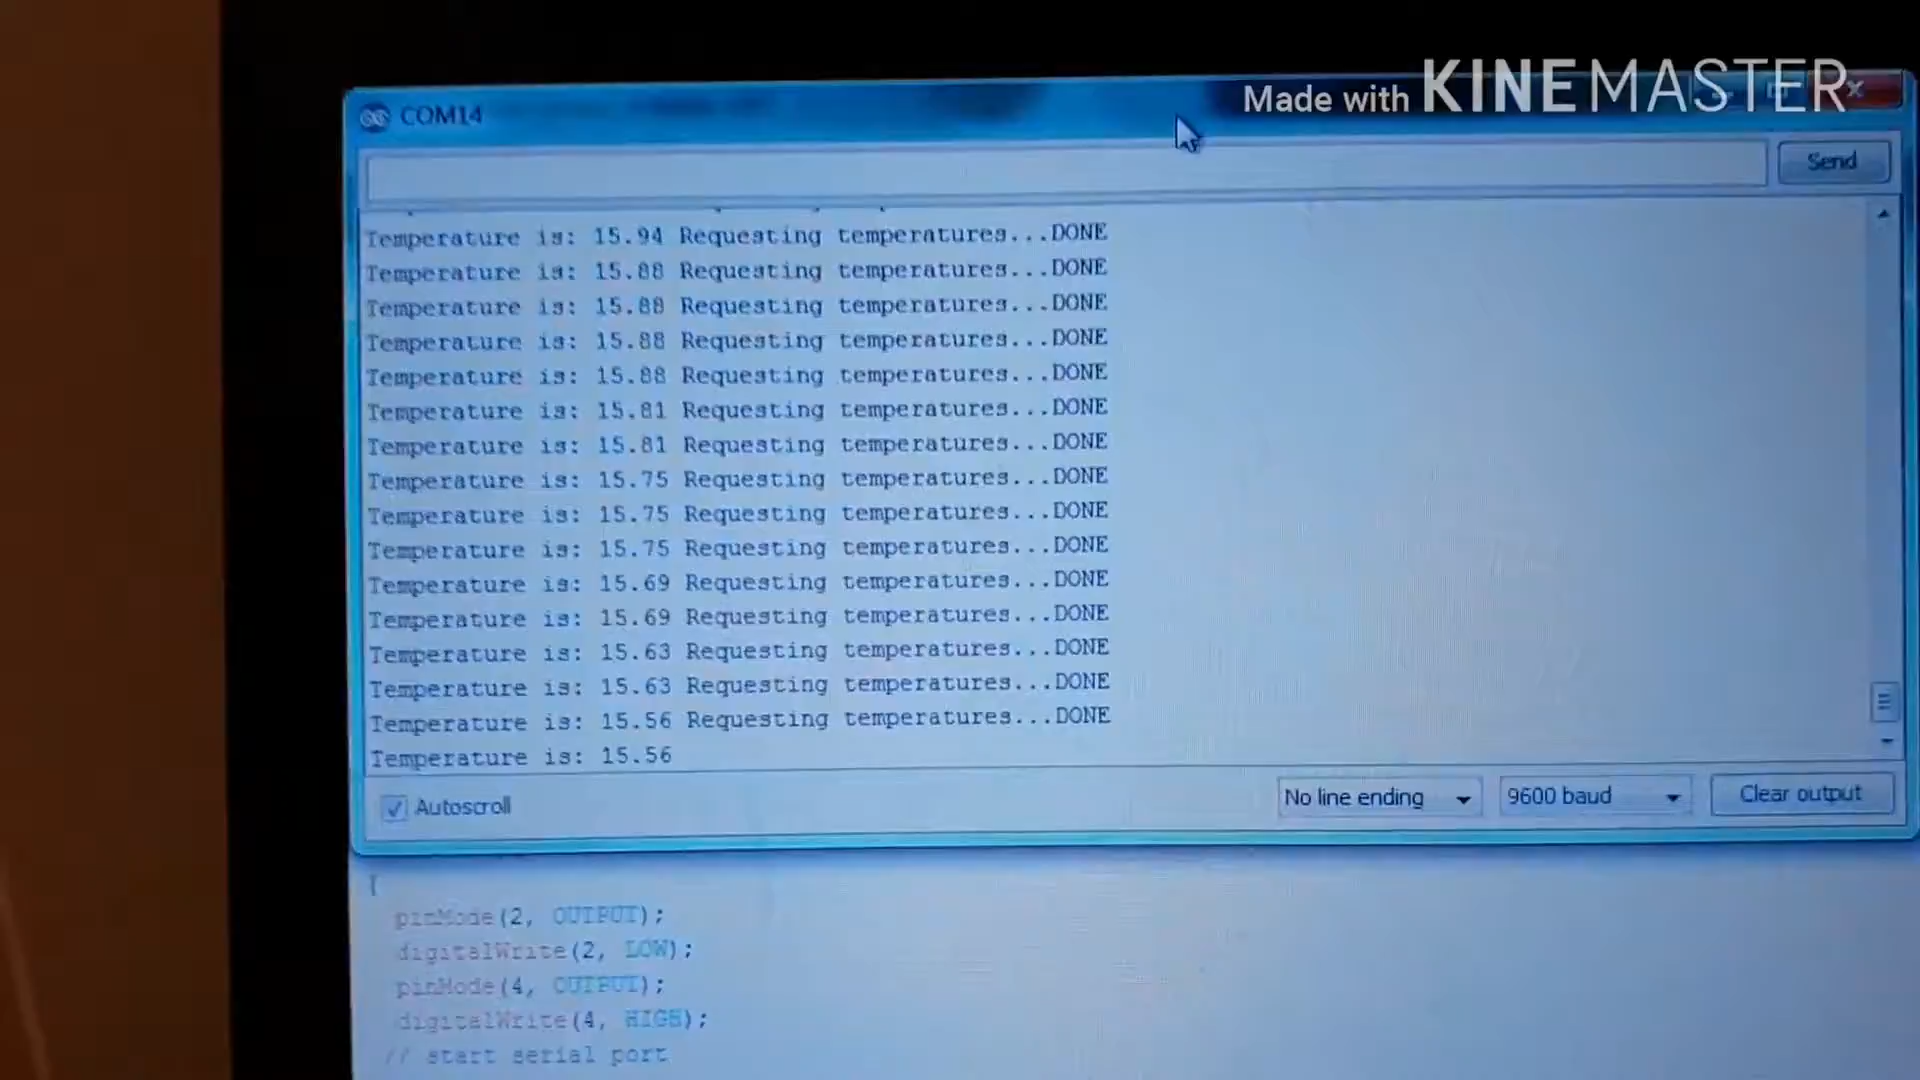 Made with KINEMASTER
COM14
Send
Temperature is: 15.94 Requesting temperatures...DONE
Temperature is: 15.88 Requesting temperatures...DONE
Temperature is: 15.88 Requesting temperatures...DONE
Temperature is: 15.88 Requesting temperatures...DONE
Temperature is: 15.88 Requesting temperatures...DONE
Temperature is: 15.81 Requesting temperatures...DONE
Temperature is: 15.81 Requesting temperatures...DONE
Temperature is: 15.75 Requesting temperatures...DONE
Temperature is: 15.75 Requesting temperatures...DONE
Temperature is: 15.75 Requesting temperatures...DONE
Temperature is: 15.69 Requesting temperatures...DONE
Temperature is: 15.69 Requesting temperatures...DONE
Temperature is: 15.63 Requesting temperatures...DONE
Temperature is: 15.63 Requesting temperatures...DONE
Temperature is: 15.56 Requesting temperatures...DONE
Temperature is: 15.56
Autoscroll
No line ending
9600 baud
Clear output
{
pinMode(2, OUTPUT);
digitalWrite(2, LOW);
pinMode(4, OUTPUT);
digitalWrite(4, HIGH);
// start serial port